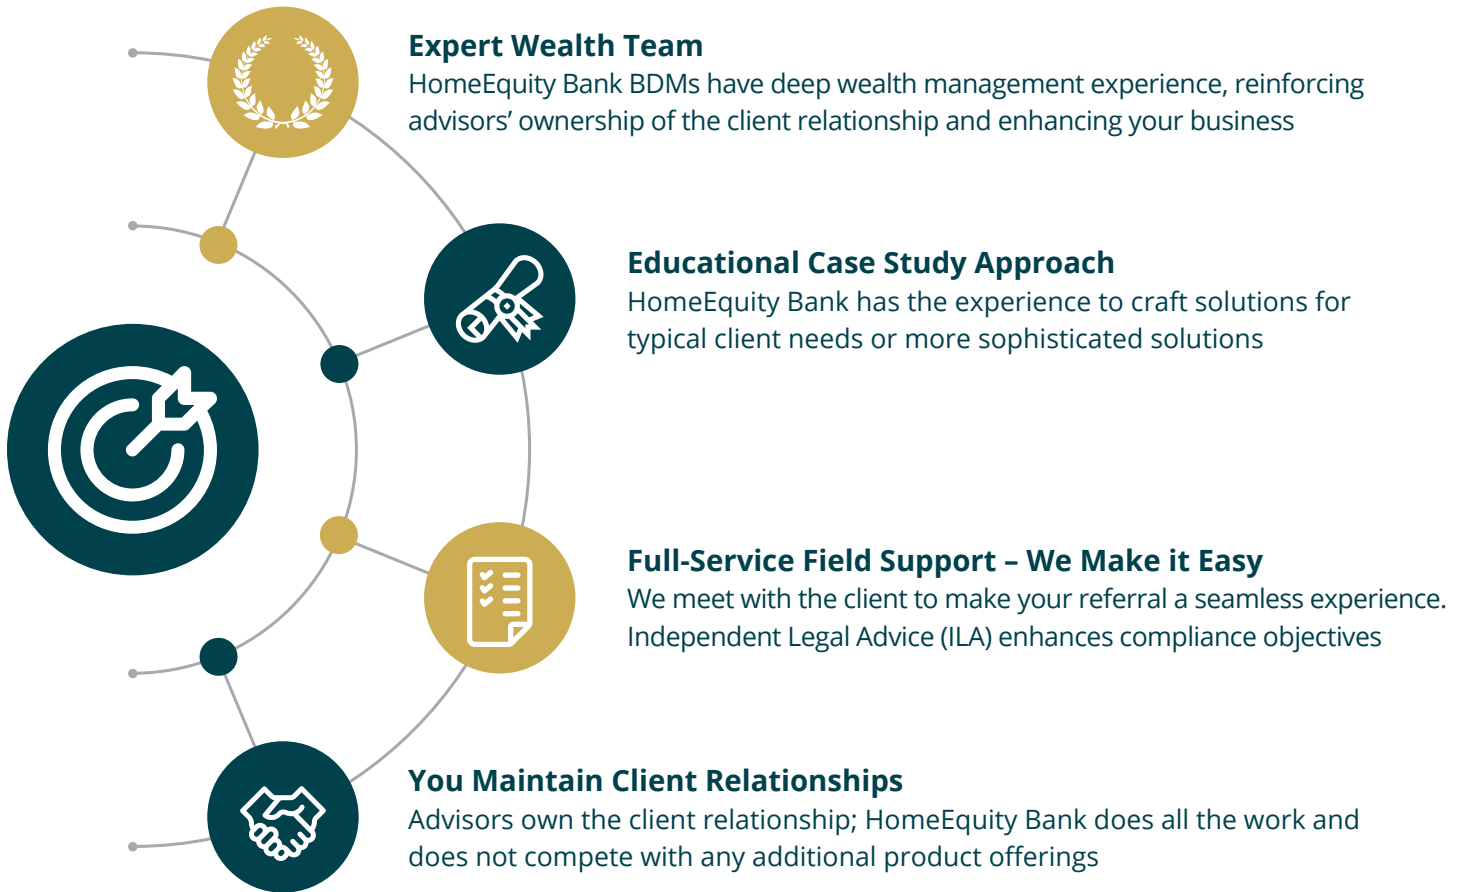 Expert Wealth Team
HomeEquity Bank BDMs have deep wealth management experience, reinforcing
advisors’ ownership of the client relationship and enhancing your business
Educational Case Study Approach
HomeEquity Bank has the experience to craft solutions for
typical client needs or more sophisticated solutions
Full-Service Field Support – We Make it Easy
We meet with the client to make your referral a seamless experience.
Independent Legal Advice (ILA) enhances compliance objectives
You Maintain Client Relationships
Advisors own the client relationship; HomeEquity Bank does all the work and
does not compete with any additional product offerings